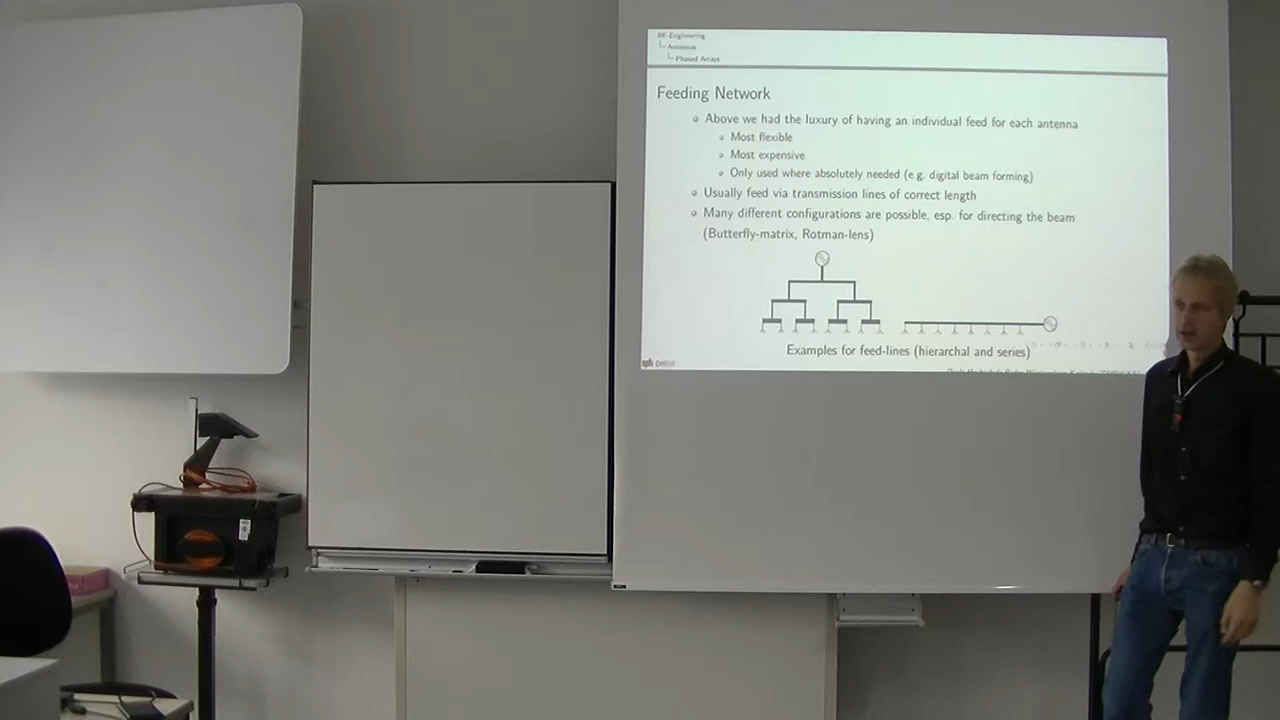 RF-Engineering
Antennas
Phased Arrays
Feeding Network
Above we had the luxury of having an individual feed for each antenna
Most flexible
Most expensive
Only used where absolutely needed (e.g. digital beam forming)
Usually feed via transmission lines of correct length
Many different configurations are possible, esp. for directing the beam
(Butterfly-matrix, Rotman-lens)
Examples for feed-lines (hierarchal and series)